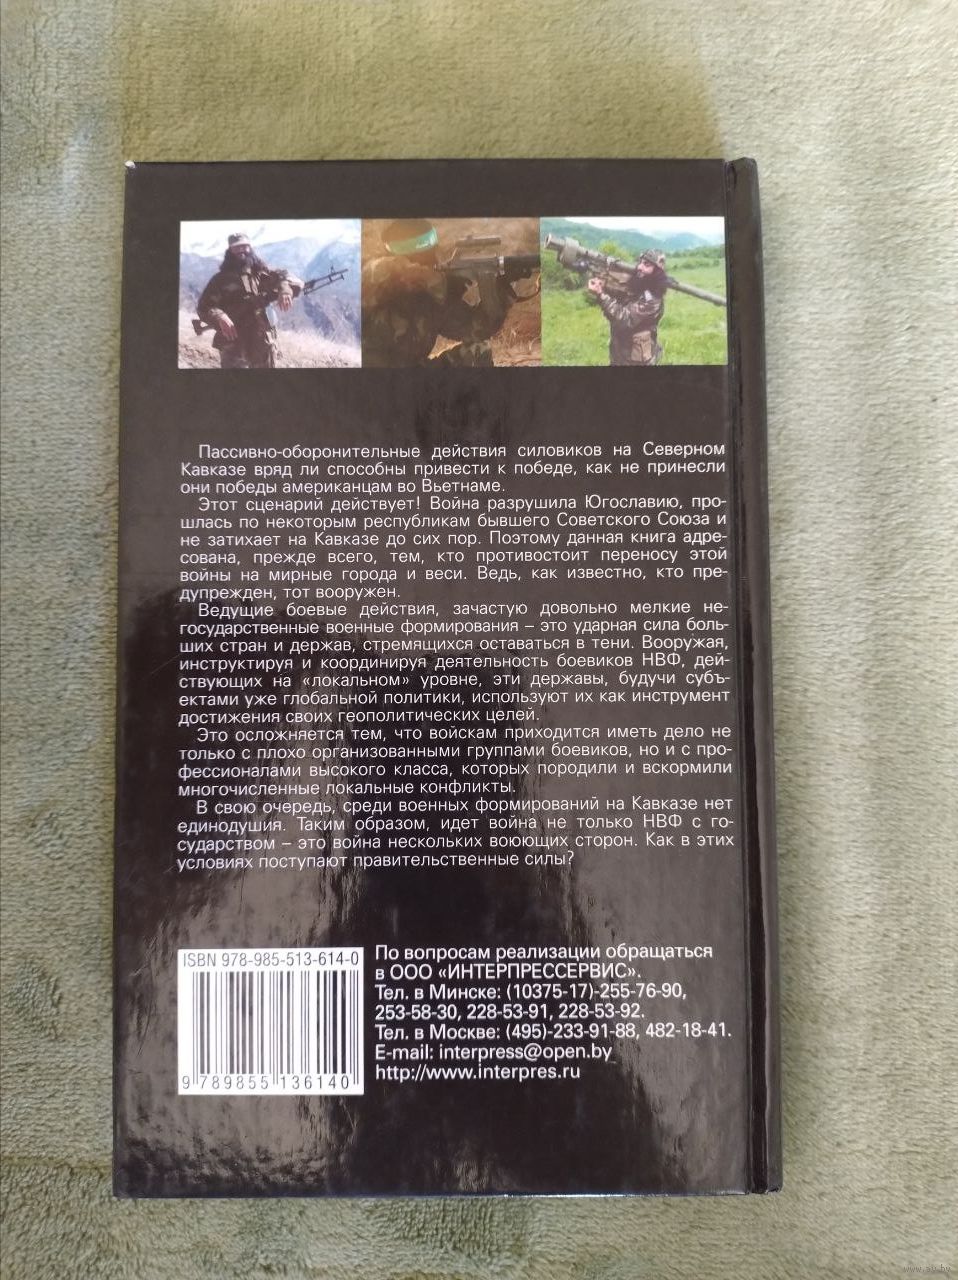 Пассивно-оборонительные действия силовиков на Северном
Кавказе вряд ли способны привести к победе, как не принесли
они победы американцам во Вьетнаме.
Этот сценарий действует! Война разрушила Югославию, про-
шлась по некоторым республикам бывшего Советского Союза и
не затихает на Кавказе до сих пор. Поэтому данная книга адре-
сована, прежде всего, тем, кто противостоит переносу этой
войны на мирные города и веси. Ведь, как известно, кто пре-
дупрежден, тот вооружен.
Ведущие боевые действия, зачастую довольно мелкие не-
государственные военные формирования – это ударная сила боль-
ших стран и держав, стремящихся оставаться в тени. Вооружая,
инструктируя и координируя деятельность боевиков НВФ, дей-
ствующих на «локальном» уровне, эти державы, будучи субъ-
ектами уже глобальной политики, используют их как инструмент
достижения своих геополитических целей.
Это осложняется тем, что войскам приходится иметь дело не
только с плохо организованными группами боевиков, но и с про-
фессионалами высокого класса, которых породили и вскормили
многочисленные локальные конфликты.
В свою очередь, среди военных формирований на Кавказе нет
единодушия. Таким образом, идет война не только НВФ с го-
сударством – это война нескольких воюющих сторон. Как в этих
условиях поступают правительственные силы?
ISBN 978-985-513-614-0
9 789855 136140
По вопросам реализации обращаться
в ООО «ИНТЕРПРЕССЕРВИС».
Тел. в Минске: (10375-17)-255-76-90,
253-58-30, 228-53-91, 228-53-92.
Тел. в Москве: (495)-233-91-88, 482-18-41.
E-mail: interpress@open.by
http://www.interpres.ru